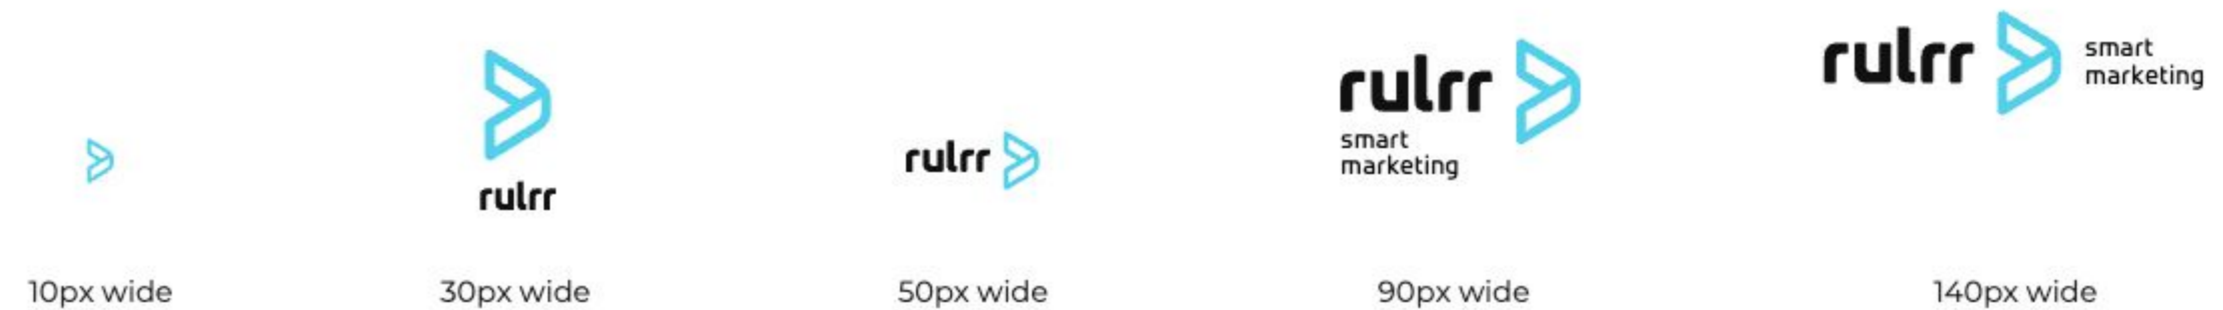 rulrr
rulrr
rulrr
smart
marketing
rulrr
smart
marketing
10px wide
30px wide
50px wide
90px wide
140px wide